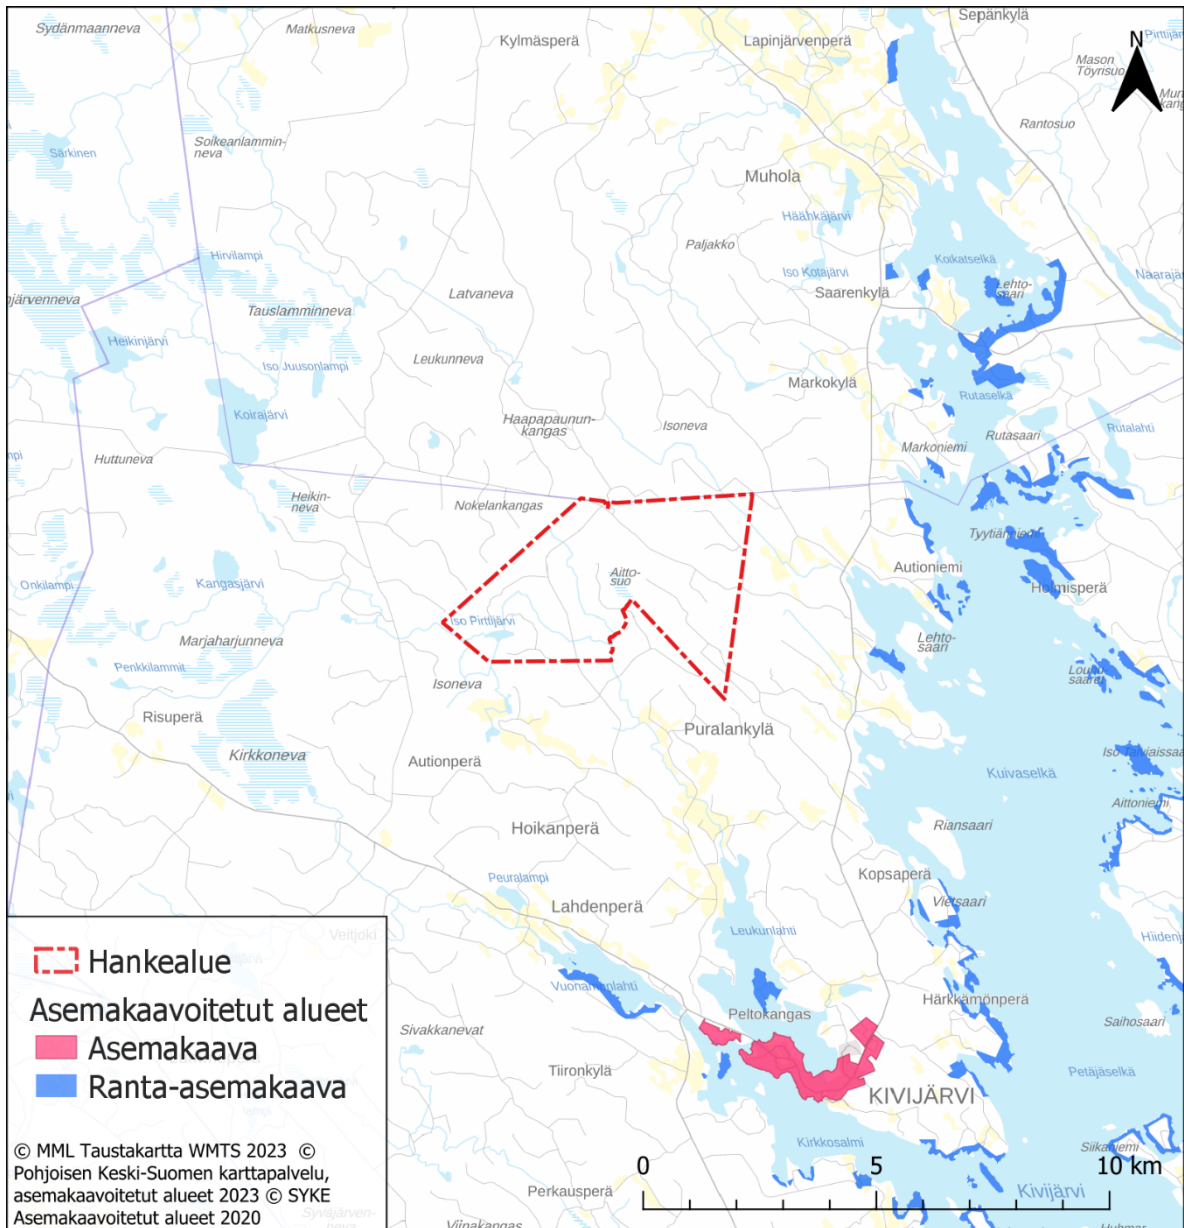 Sydänmaanneva
Matkusneva
Kylmäsperä
Lapinjärvenperä
Sepänkylä
N
Mason
Töyrisuo
Rantosuo
Soikeanlammin-
neva
Särkinen
Muhola
Häähkäjärvi
Paljakko
Hirvilampi
Iso Kotajärvi
Koikatselkä
Saarenkylä
Lehto-
saari
Latvaneva
Tauslamminneva
Heikinjärvi
Leukunneva
Iso Juusonlampi
Markokylä
Rutaselkä
Koirajärvi
Haapapaunun-
kangas
Isoneva
Huttuneva
Markoniemi
Rutasaari
Rutalahti
Heikin-
neva
Nokelankangas
Tyytiänniemi
Aitto-
suo
Autioniemi
Onkilampi
Kangasjärvi
Holmisperä
Iso Pirttijärvi
Marjaharjunneva
Lehto-
saari
Penkkilammit
Isoneva
Risuperä
Puralankylä
Kirkkoneva
Autionperä
Kuivaselkä
Aittoniemi
Hoikanperä
Riansaari
Peuralampi
Kopsaperä
Lahdenperä
Vietsaari
Leukunlahti
Veitjoki
Hankealue
Vuonamonlahti
Härkkämönperä
Asemakaavoitetut alueet
Peltokangas
Saihosaari
Sivakkanevat
Asemakaava
Tiironkylä
Petäjäselkä
Ranta-asemakaava
KIVIJÄRVI
Kirkkosalmi
Siikaniemi
© MML Taustakartta WMTS 2023 ©
Pohjoisen Keski-Suomen karttapalvelu,
asemakaavoitetut alueet 2023 © SYKE
Asemakaavoitetut alueet 2020
0 5 10 km
Perkausperä
Kivijärvi
Viinakangas